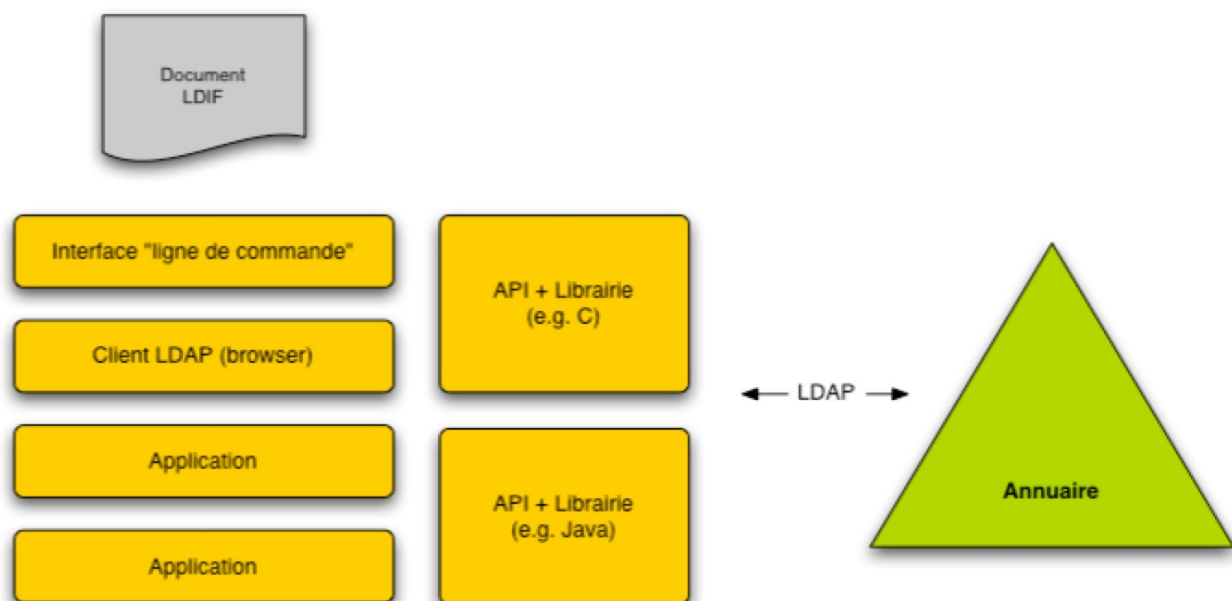 Document
LDIF
Interface "ligne de commande"
Client LDAP (browser)
Application
Application
API + Librairie
(e.g. C)
API + Librairie
(e.g. Java)
LDAP
Annuaire